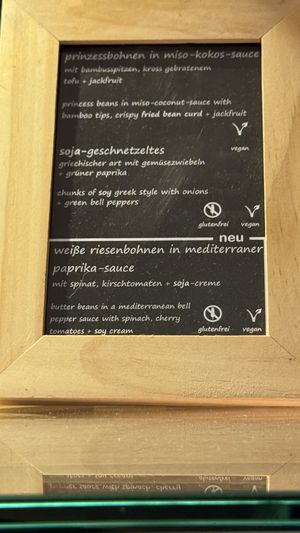 prinzessbohnen in miso-kokos-sauce
mit bambusspitzen, kross gebratenem
tofu + jackfruit
princess beans in miso-coconut-sauce with
bamboo tips, crispy fried bean curd + jackfruit
vegan
soja-geschnetzeltes
griechischer art mit gemüsezwiebeln
+ grüner paprika
chunks of soy greek style with onions
+ green bell peppers
glutenfrei vegan
neu
weiße riesenbohnen in mediterraner
paprika-sauce
mit spinat, kirschtomaten + soja-creme
butter beans in a mediterranean bell
pepper sauce with spinach, cherry
tomatoes + soy cream
glutenfrei vegan